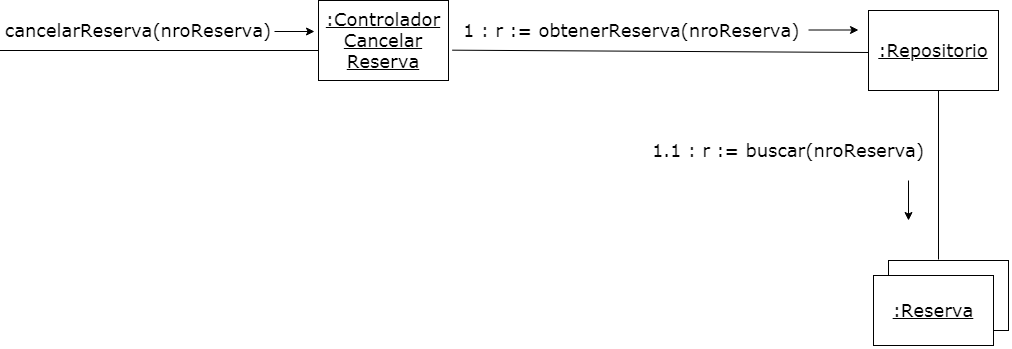 cancelarReserva(nroReserva)
:Controlador
Cancelar
Reserva
1 : r := obtenerReserva(nroReserva)
:Repositorio
1.1 : r := buscar(nroReserva)
:Reserva